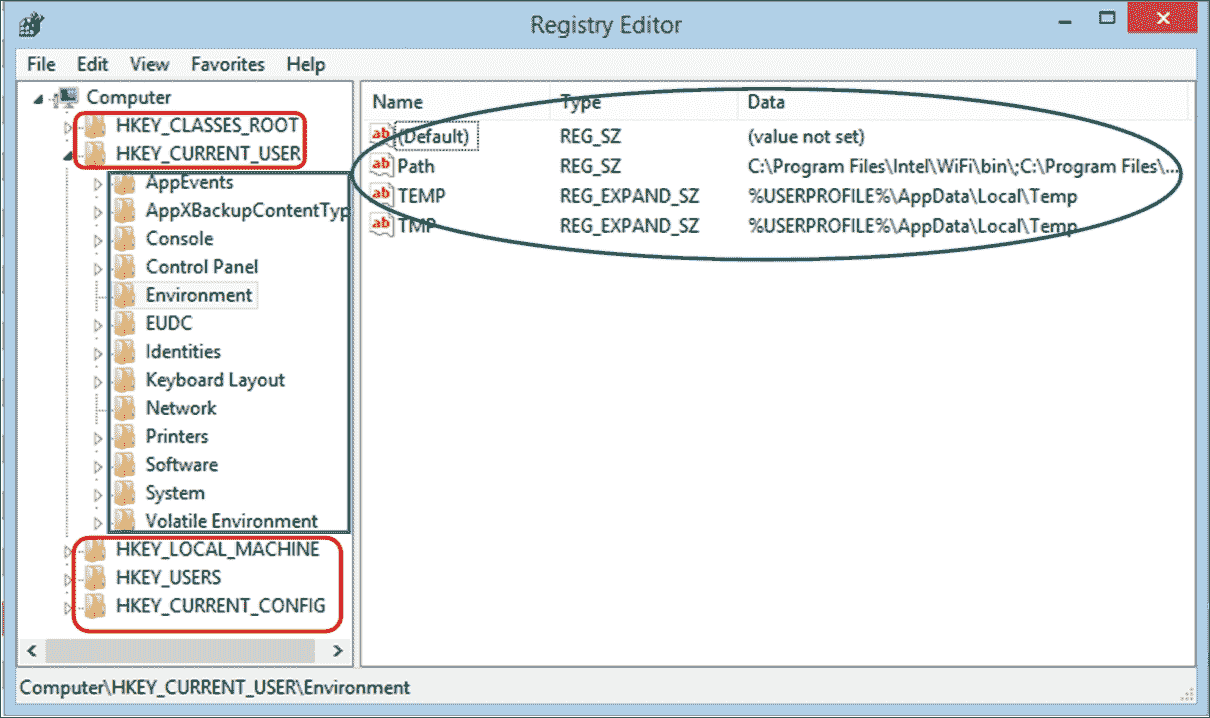 Registry Editor
File Edit View Favorites Help
Computer
HKEY_CLASSES_ROOT
HKEY_CURRENT_USER
AppEvents
AppXBackupContentTyp
Console
Control Panel
Environment
EUDC
Identities
Keyboard Layout
Network
Printers
Software
System
Volatile Environment
HKEY_LOCAL_MACHINE
HKEY_USERS
HKEY_CURRENT_CONFIG
Name Type Data
ab (Default) REG_SZ (value not set)
ab Path REG_SZ C:\Program Files\Intel\WiFi\bin\;C:\Program Files\...
ab TEMP REG_EXPAND_SZ %USERPROFILE%\AppData\Local\Temp
ab TMP REG_EXPAND_SZ %USERPROFILE%\AppData\Local\Temp
Computer\HKEY_CURRENT_USER\Environment